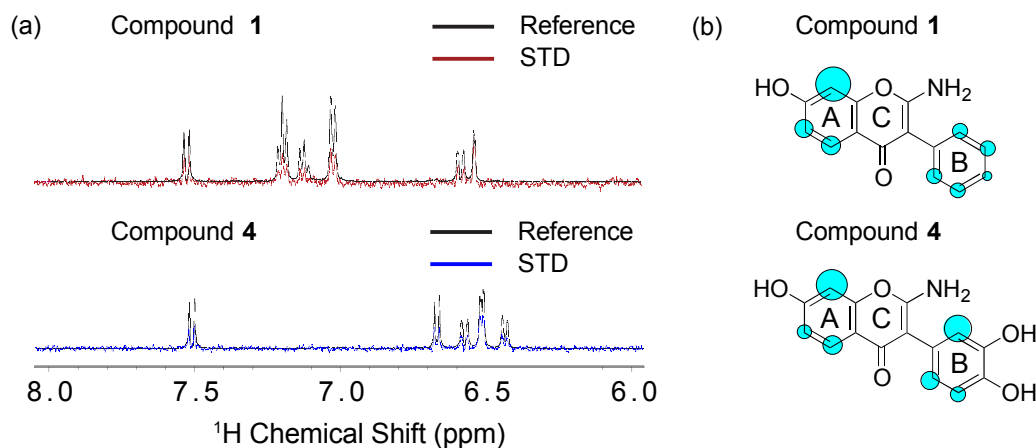 (a)
Compound 1
Reference
STD
Compound 4
Reference
STD
8.0 7.5 7.0 6.5 6.0
¹H Chemical Shift (ppm)
(b)
Compound 1
HO
O
NH₂
A
C
B
O
Compound 4
HO
O
NH₂
A
C
OH
B
O
OH